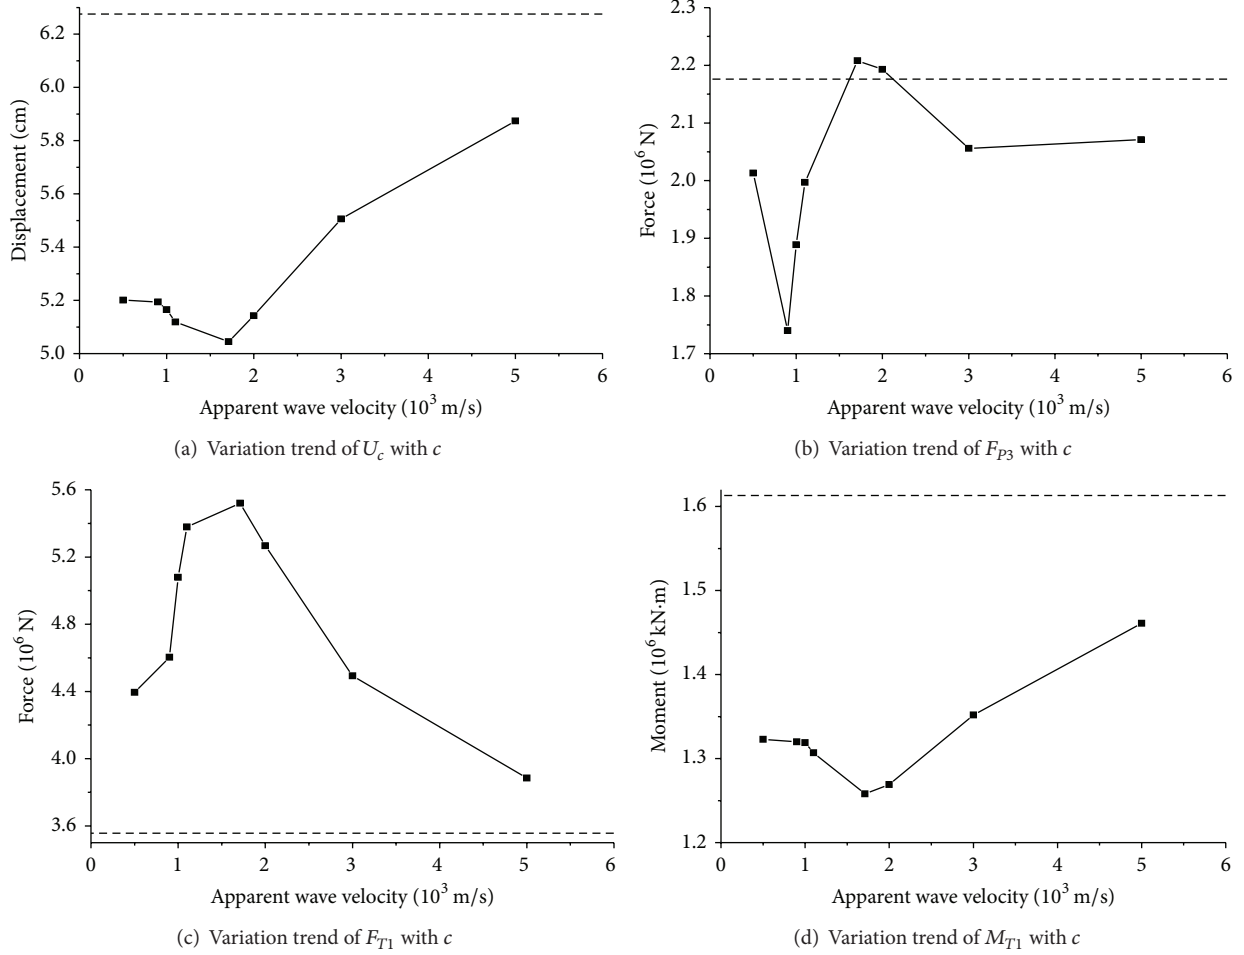 6.2
6.0
5.8
5.6
5.4
5.2
5.0
Displacement (cm)
0 1 2 3 4 5 6
Apparent wave velocity (10³ m/s)
(a) Variation trend of U_c with c
2.3
2.2
2.1
2.0
1.9
1.8
1.7
Force (10⁶ N)
0 1 2 3 4 5 6
Apparent wave velocity (10³ m/s)
(b) Variation trend of F_P3 with c
5.6
5.2
4.8
4.4
4.0
3.6
Force (10⁶ N)
0 1 2 3 4 5 6
Apparent wave velocity (10³ m/s)
(c) Variation trend of F_T1 with c
1.6
1.5
1.4
1.3
1.2
Moment (10⁶ kN·m)
0 1 2 3 4 5 6
Apparent wave velocity (10³ m/s)
(d) Variation trend of M_T1 with c